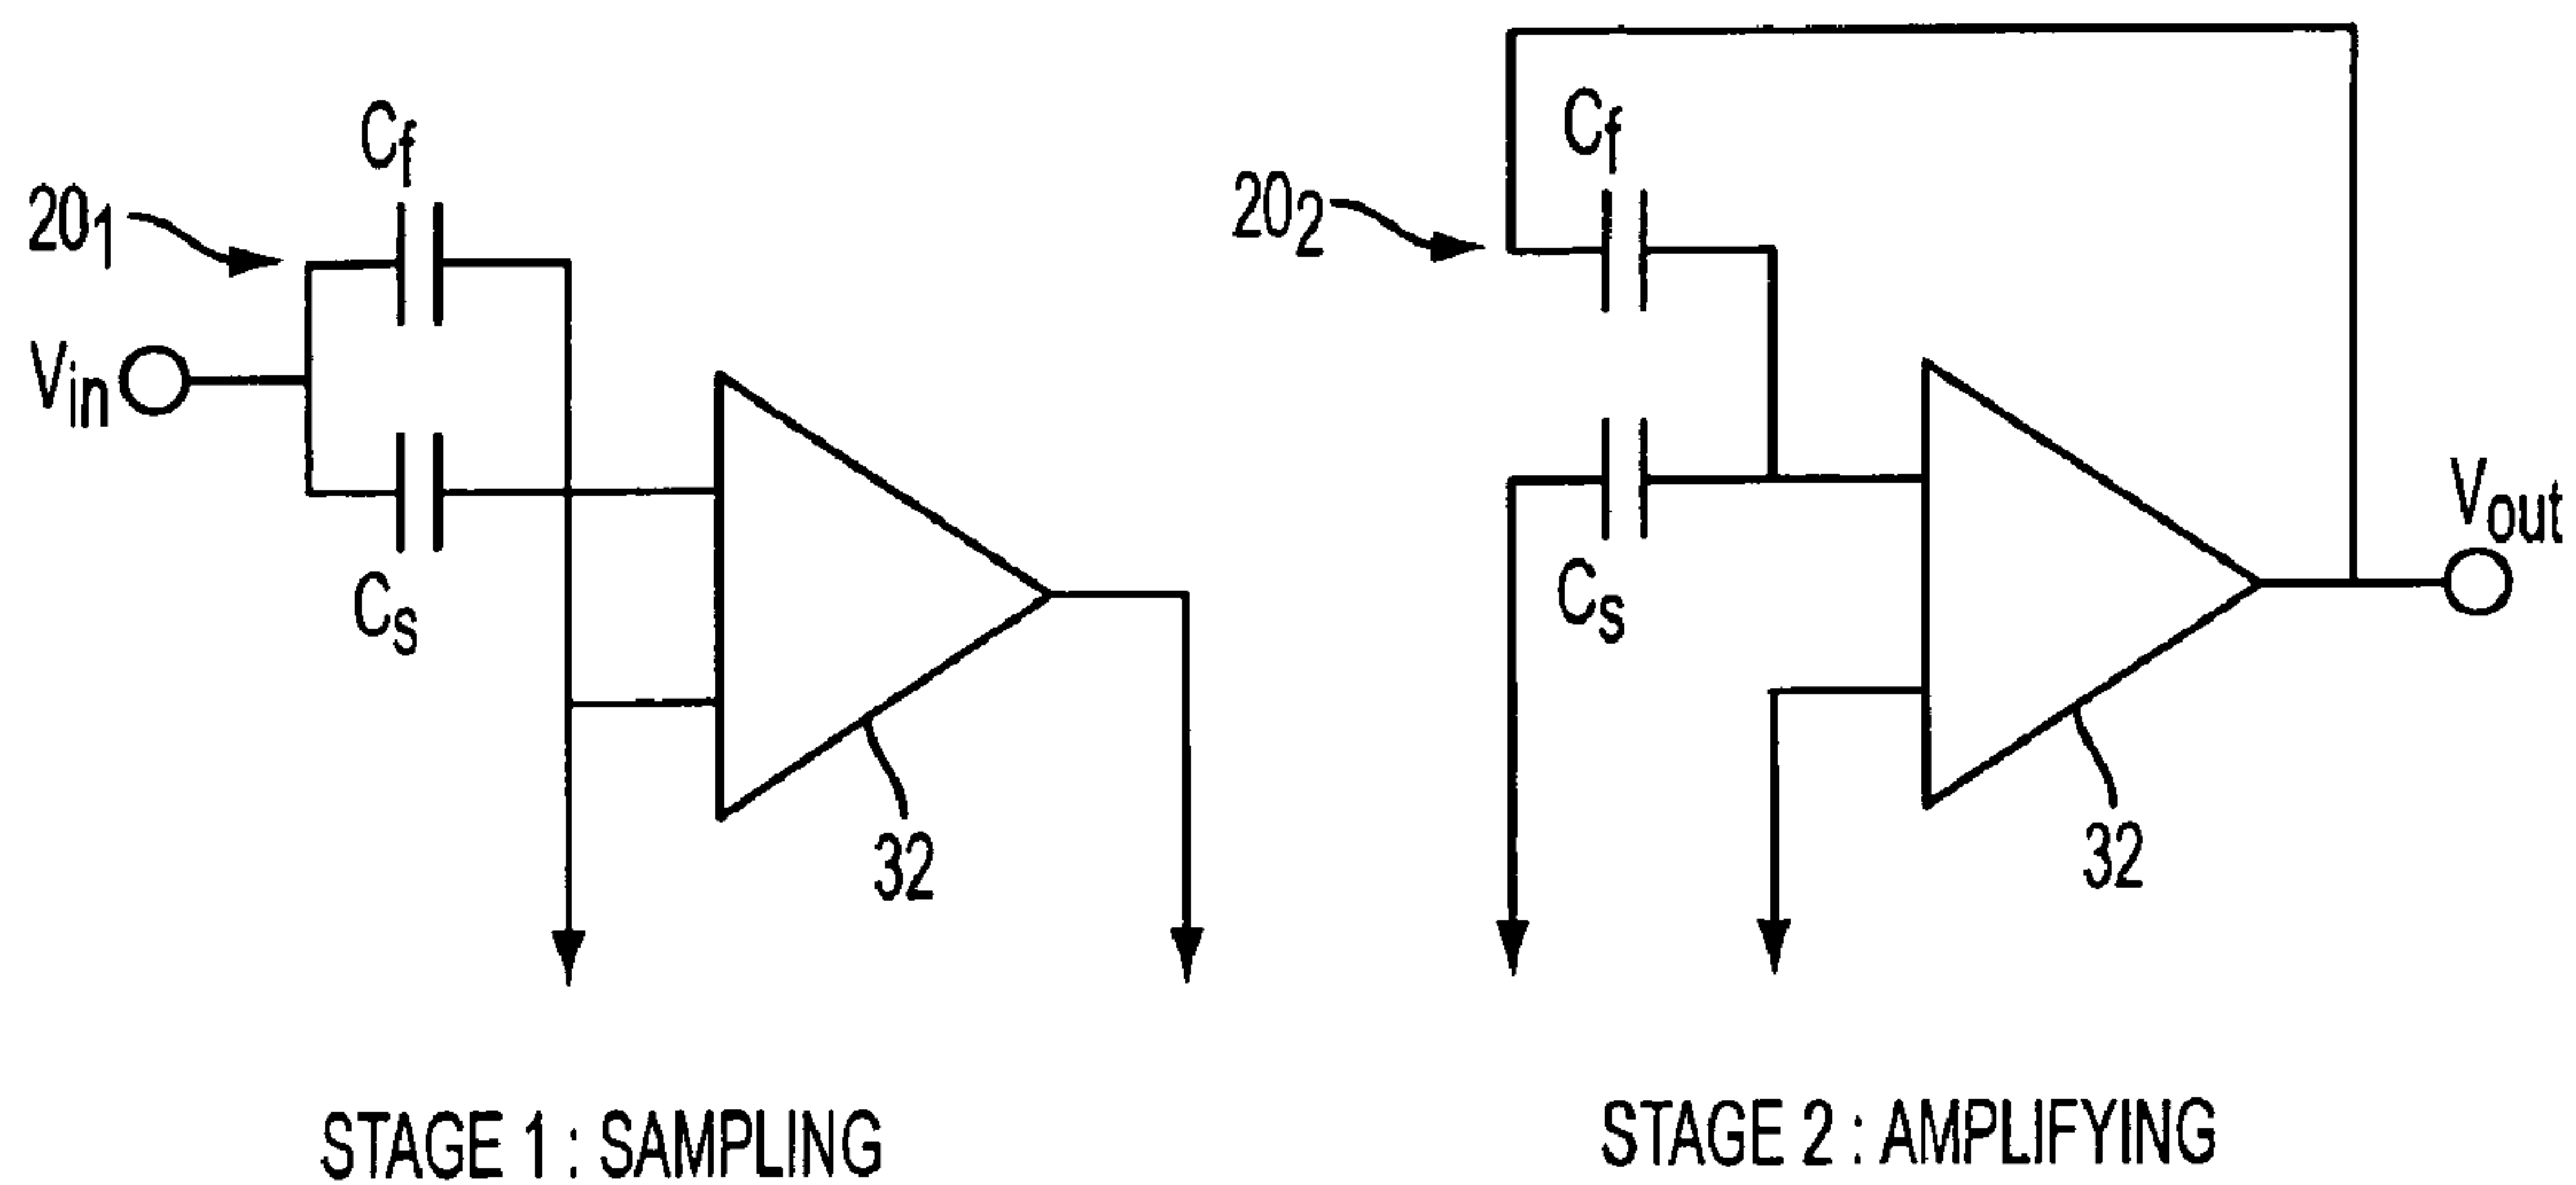 Cf
201
Vin
Cs
32
STAGE 1 : SAMPLING
Cf
202
Cs
Vout
32
STAGE 2 : AMPLIFYING